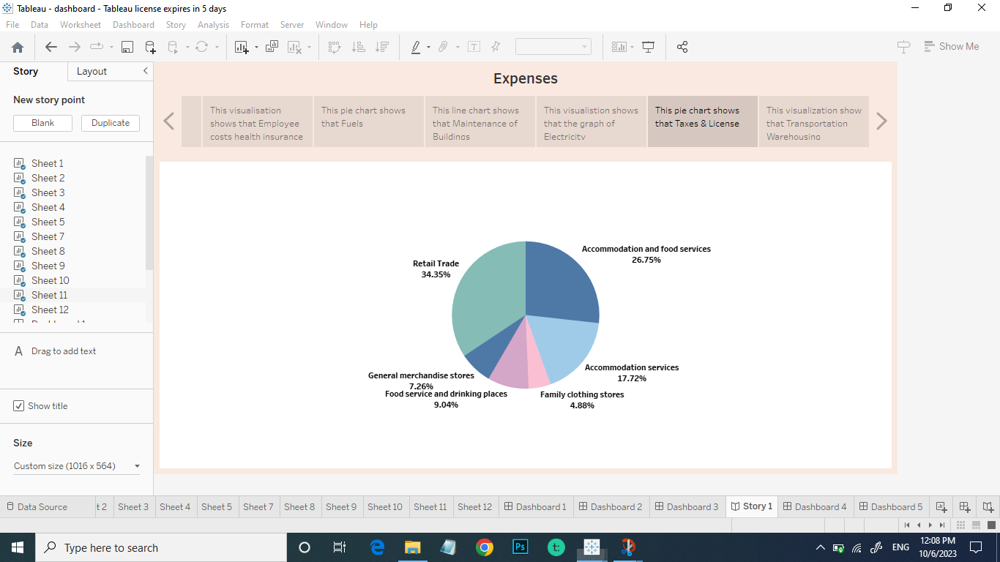 Tableau - dashboard - Tableau license expires in 5 days
File Data Worksheet Dashboard Story Analysis Format Server Window Help
Show Me
Story Layout
New story point
Blank Duplicate
Sheet 1
Sheet 2
Sheet 3
Sheet 4
Sheet 5
Sheet 7
Sheet 8
Sheet 9
Sheet 10
Sheet 11
Sheet 12
Drag to add text
Show title
Size
Custom size (1016 x 564)
Expenses
This visualisation
shows that Employee
costs health insurance
This pie chart shows
that Fuels
This line chart shows
that Maintenance of
Buildings
This visualistion shows
that the graph of
Electricity
This pie chart shows
that Taxes & License
This visualization show
that Transportation
Warehousing
Accommodation and food services
26.75%
Retail Trade
34.35%
Accommodation services
17.72%
General merchandise stores
7.26%
Food service and drinking places
9.04%
Family clothing stores
4.88%
Data Source t 2 Sheet 3 Sheet 4 Sheet 5 Sheet 7 Sheet 8 Sheet 9 Sheet 10 Sheet 11 Sheet 12 Dashboard 1 Dashboard 2 Dashboard 3 Story 1 Dashboard 4 Dashboard 5
Type here to search
Ps
t:
ENG
12:08 PM
10/6/2023